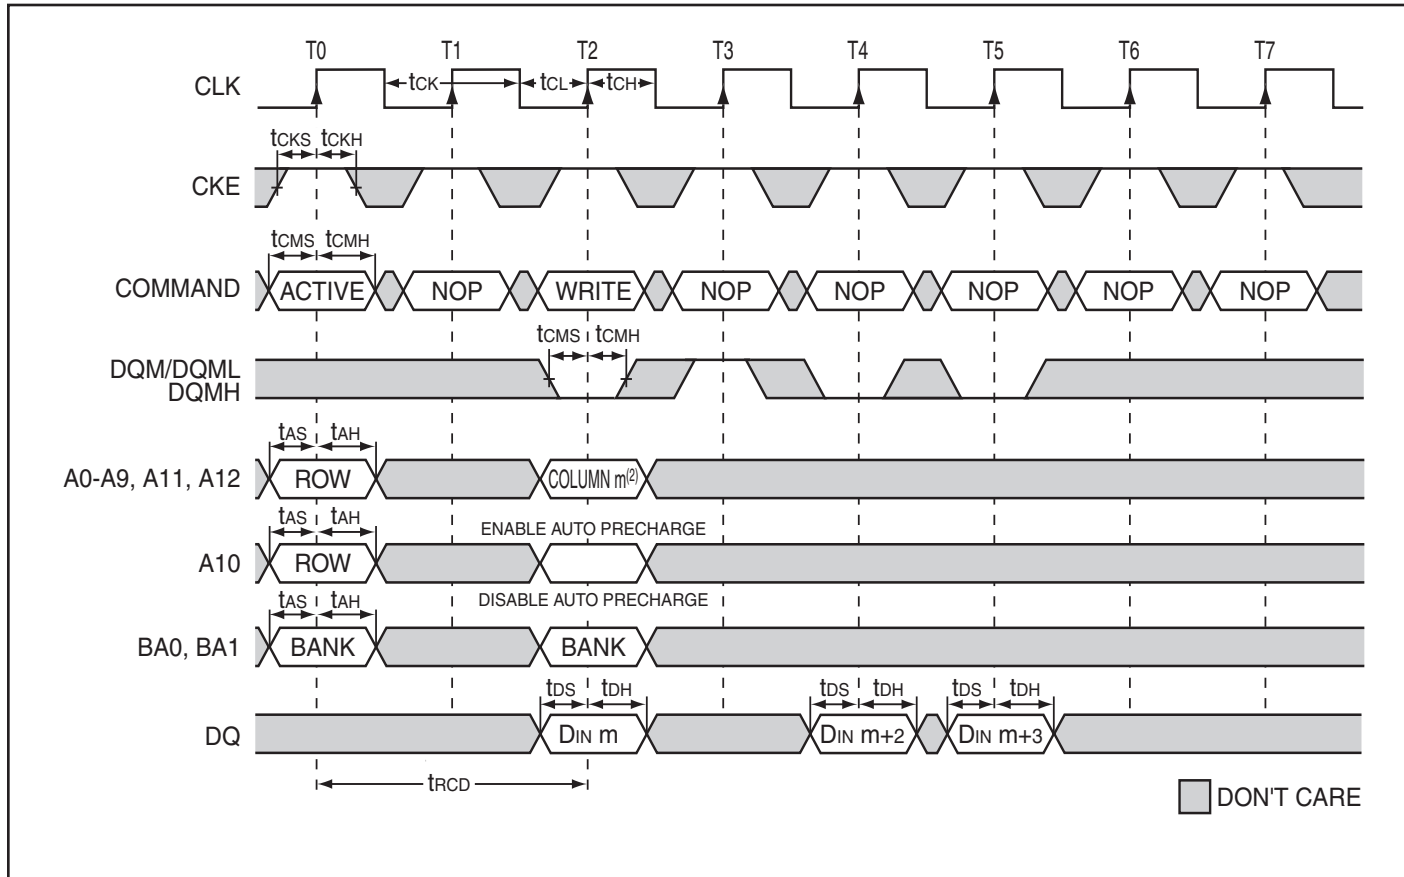 T0 T1 T2 T3 T4 T5 T6 T7
CLK tCK tCL tCH
tCKS tCKH
CKE
tCMS tCMH
COMMAND ACTIVE NOP WRITE NOP NOP NOP NOP NOP
tCMS tCMH
DQM/DQML
DQMH
tAS tAH
A0-A9, A11, A12 ROW COLUMN m(2)
tAS tAH ENABLE AUTO PRECHARGE
A10 ROW
tAS tAH DISABLE AUTO PRECHARGE
BA0, BA1 BANK BANK
tDS tDH tDS tDH tDS tDH
DQ DIN m DIN m+2 DIN m+3
tRCD
DON'T CARE